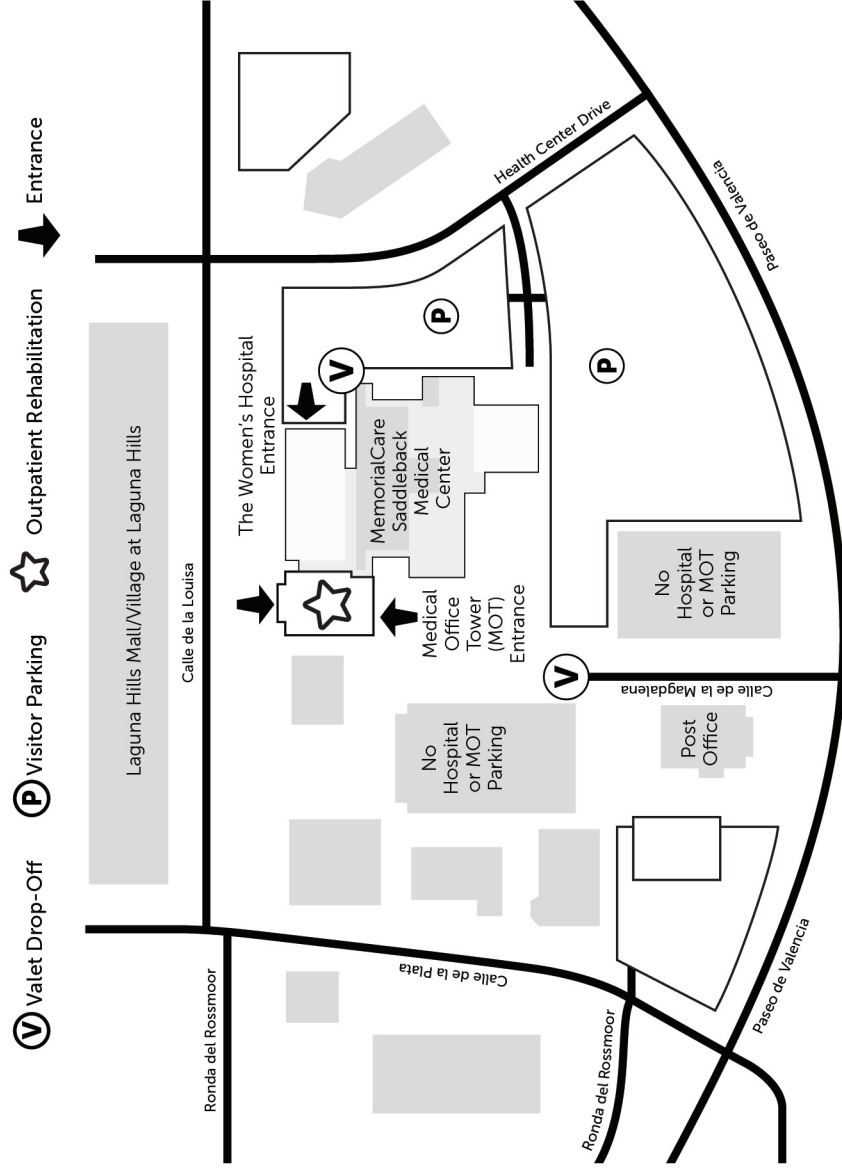 V Valet Drop-Off
P Visitor Parking
Outpatient Rehabilitation
Entrance
Laguna Hills Mall/Village at Laguna Hills
Ronda del Rossmoor
Calle de la Louisa
The Women's Hospital
Entrance
V
MemorialCare
Saddleback
Medical
Center
P
Health Center Drive
Calle de la Plata
No
Hospital
or MOT
Parking
Medical
Office
Tower
(MOT)
Entrance
V
P
Paseo de Valencia
Ronda del Rossmoor
Post
Office
Calle de la Magdalena
No
Hospital
or MOT
Parking
Paseo de Valencia